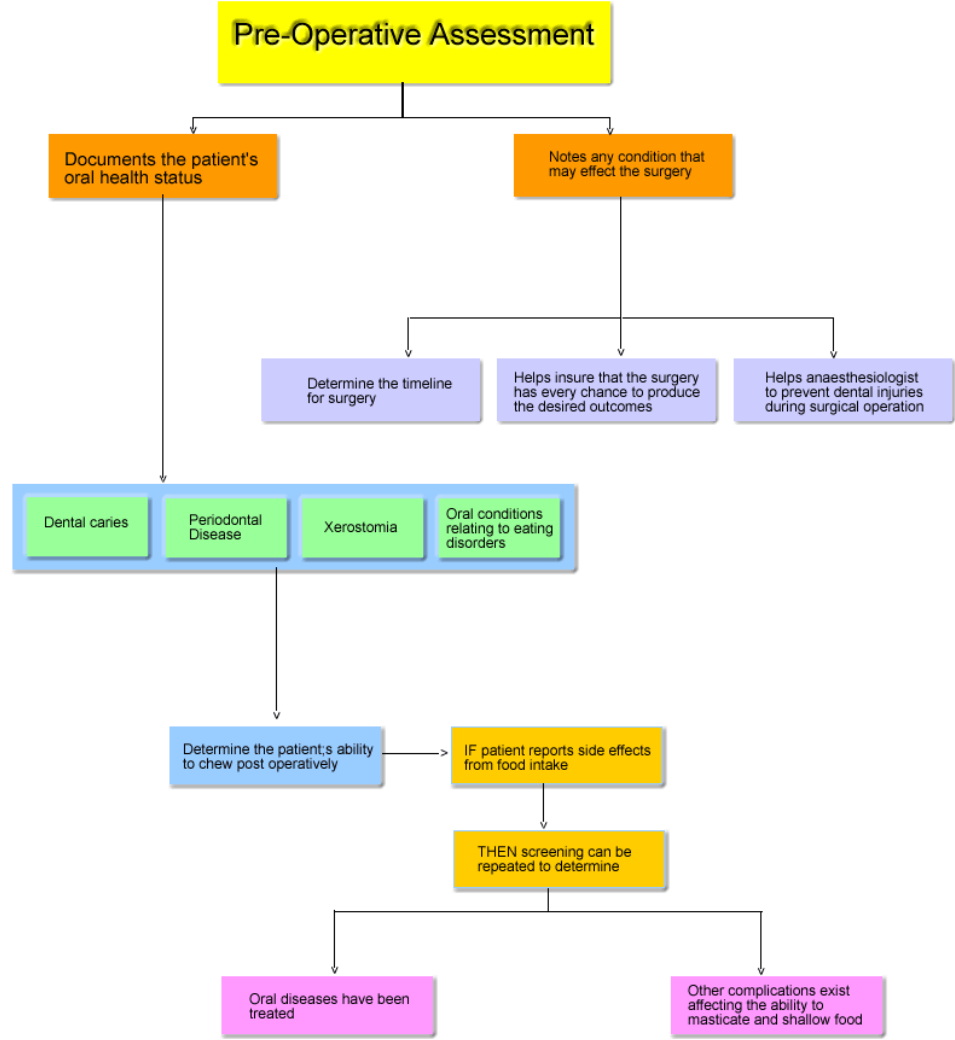 Pre-Operative Assessment
Documents the patient's
oral health status
Notes any condition that
may effect the surgery
Determine the timeline
for surgery
Helps insure that the surgery
has every chance to produce
the desired outcomes
Helps anaesthesiologist
to prevent dental injuries
during surgical operation
Dental caries
Periodontal
Disease
Xerostomia
Oral conditions
relating to eating
disorders
Determine the patient;s ability
to chew post operatively
IF patient reports side effects
from food intake
THEN screening can be
repeated to determine
Oral diseases have been
treated
Other complications exist
affecting the ability to
masticate and shallow food